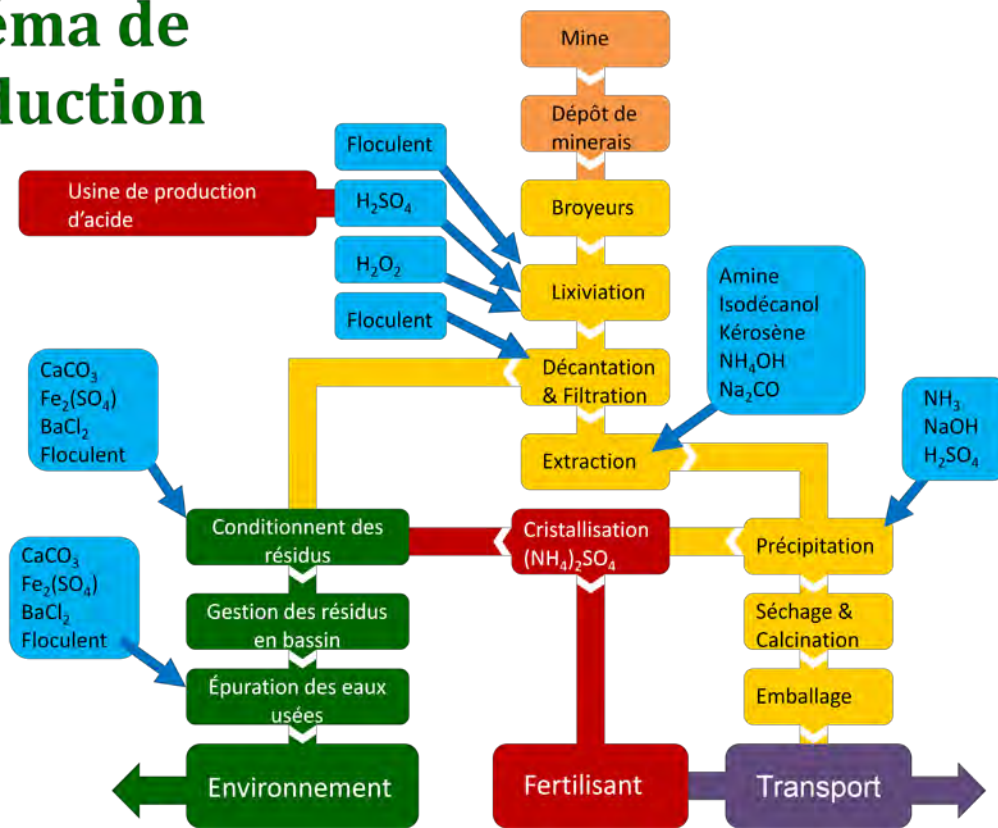 éma de
duction
Mine
Dépôt de
minerais
Floculent
Usine de production
d'acide
H₂SO₄
Broyeurs
H₂O₂
Lixiviation
Floculent
Amine
Isodécanol
Kérosène
NH₄OH
Na₂CO
Décantation
& Filtration
CaCO₃
Fe₂(SO₄)
BaCl₂
Floculent
NH₃
NaOH
H₂SO₄
Extraction
Conditionnent des
résidus
Cristallisation
(NH₄)₂SO₄
Précipitation
CaCO₃
Fe₂(SO₄)
BaCl₂
Floculent
Gestion des résidus
en bassin
Séchage &
Calcination
Épuration des eaux
usées
Emballage
Environnement
Fertilisant
Transport